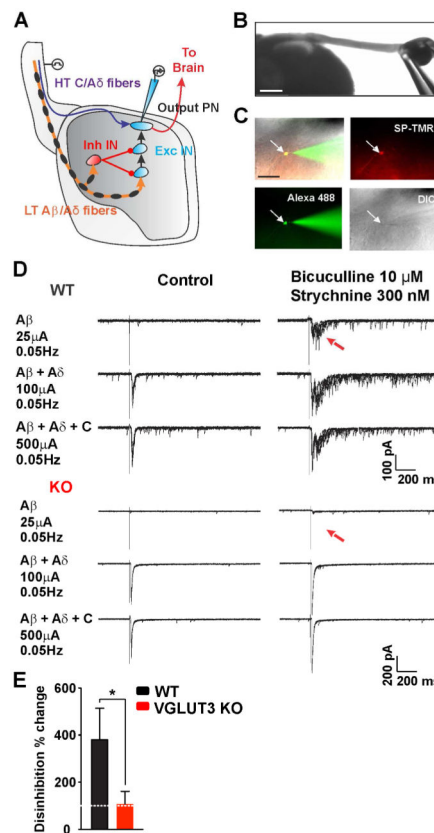 A
To
Brain
HT C/Aδ fibers
Output PN
Inh IN
Exc IN
LT Aβ/Aδ fibers
B
C
SP-TMR
Alexa 488
DIC
D
Control
Bicuculline 10 μM
Strychnine 300 nM
WT
Aβ
25μA
0.05Hz
Aβ + Aδ
100μA
0.05Hz
Aβ + Aδ + C
500μA
0.05Hz
100 pA
200 ms
KO
Aβ
25μA
0.05Hz
Aβ + Aδ
100μA
0.05Hz
Aβ + Aδ + C
500μA
0.05Hz
200 pA
200 ms
E
Disinhibition % change
600
400
200
0
*
WT
VGLUT3 KO